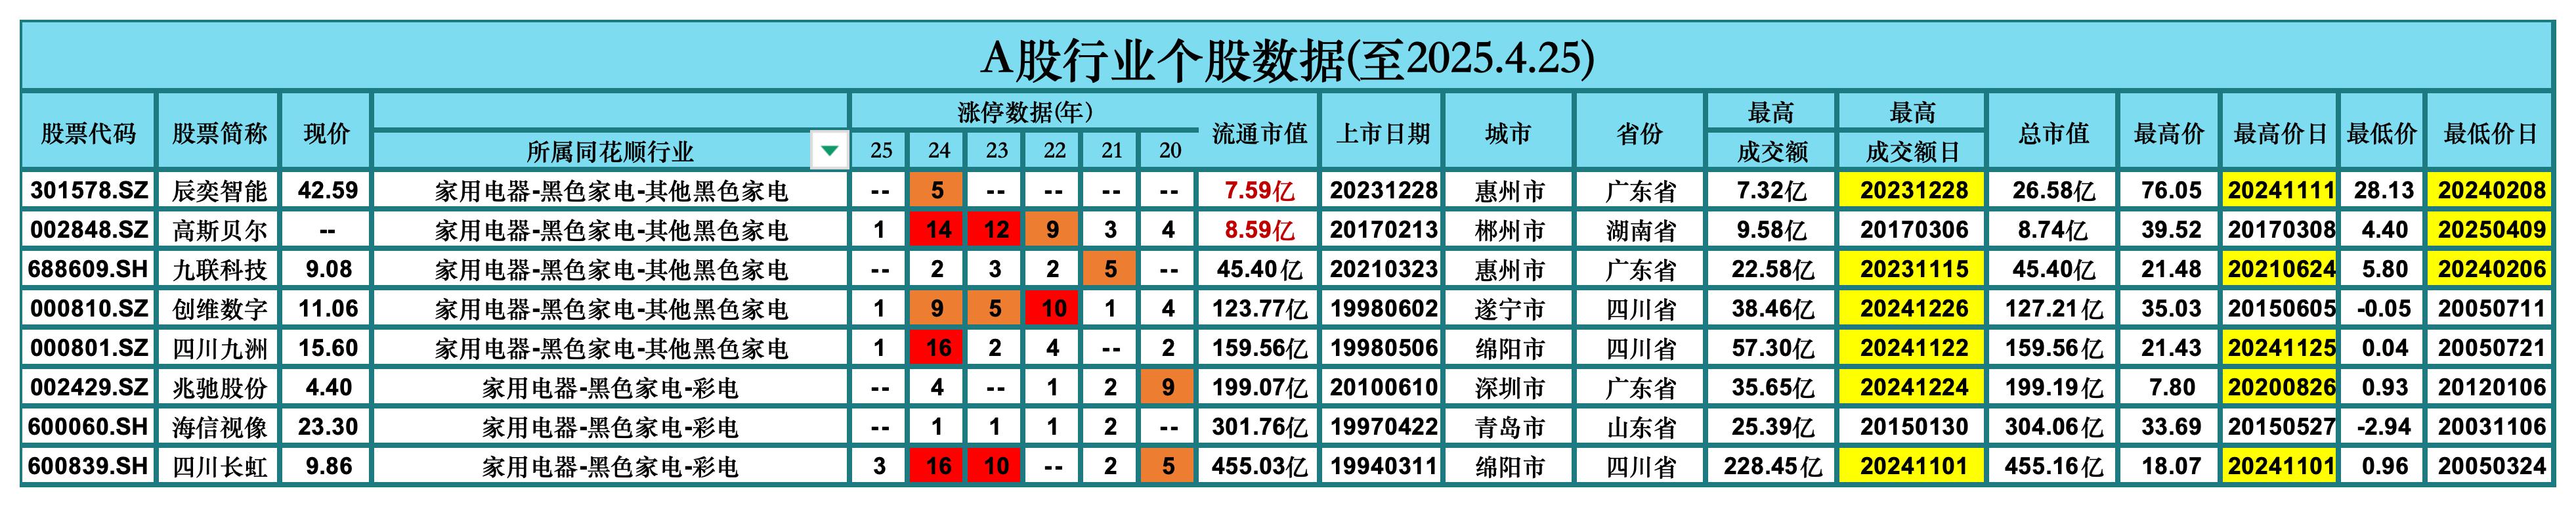 A股行业个股数据(至2025.4.25)
股票代码 股票简称 现价 所属同花顺行业 涨停数据(年) 25 24 23 22 21 20 流通市值 上市日期 城市 省份 最高成交额 最高成交额日 总市值 最高价 最高价日 最低价 最低价日
301578.SZ 辰奕智能 42.59 家用电器-黑色家电-其他黑色家电 -- 5 -- -- -- -- 7.59亿 20231228 惠州市 广东省 7.32亿 20231228 26.58亿 76.05 20241111 28.13 20240208
002848.SZ 高斯贝尔 -- 家用电器-黑色家电-其他黑色家电 1 14 12 9 3 4 8.59亿 20170213 郴州市 湖南省 9.58亿 20170306 8.74亿 39.52 20170308 4.40 20250409
688609.SH 九联科技 9.08 家用电器-黑色家电-其他黑色家电 -- 2 3 2 5 -- 45.40亿 20210323 惠州市 广东省 22.58亿 20231115 45.40亿 21.48 20210624 5.80 20240206
000810.SZ 创维数字 11.06 家用电器-黑色家电-其他黑色家电 1 9 5 10 1 4 123.77亿 19980602 遂宁市 四川省 38.46亿 20241226 127.21亿 35.03 20150605 -0.05 20050711
000801.SZ 四川九洲 15.60 家用电器-黑色家电-其他黑色家电 1 16 2 4 -- 2 159.56亿 19980506 绵阳市 四川省 57.30亿 20241122 159.56亿 21.43 20241125 0.04 20050721
002429.SZ 兆驰股份 4.40 家用电器-黑色家电-彩电 -- 4 -- 1 2 9 199.07亿 20100610 深圳市 广东省 35.65亿 20241224 199.19亿 7.80 20200826 0.93 20120106
600060.SH 海信视像 23.30 家用电器-黑色家电-彩电 -- 1 1 1 2 -- 301.76亿 19970422 青岛市 山东省 25.39亿 20150130 304.06亿 33.69 20150527 -2.94 20031106
600839.SH 四川长虹 9.86 家用电器-黑色家电-彩电 3 16 10 -- 2 5 455.03亿 19940311 绵阳市 四川省 228.45亿 20241101 455.16亿 18.07 20241101 0.96 20050324